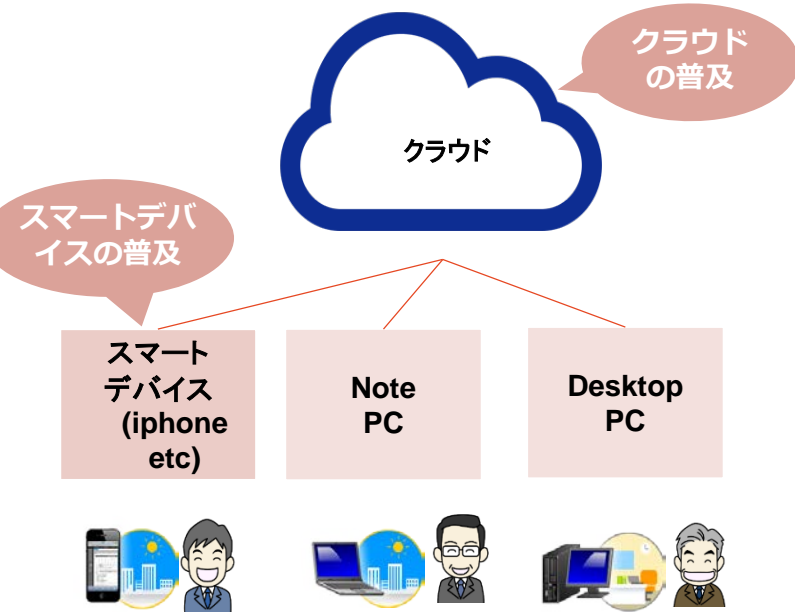 クラウド
の普及
クラウド
スマートデバ
イスの普及
スマート
デバイス
(iphone
etc)
Note
PC
Desktop
PC